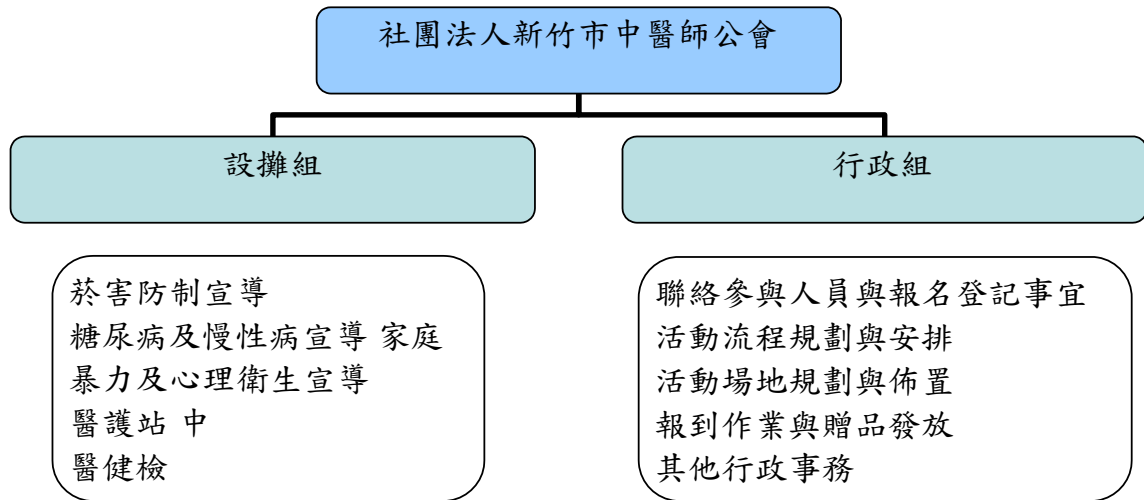 社團法人新竹市中醫師公會
設攤組
行政組
菸害防制宣導
糖尿病及慢性病宣導 家庭
暴力及心理衛生宣導
醫護站 中
醫健檢
聯絡參與人員與報名登記事宜
活動流程規劃與安排
活動場地規劃與佈置
報到作業與贈品發放
其他行政事務